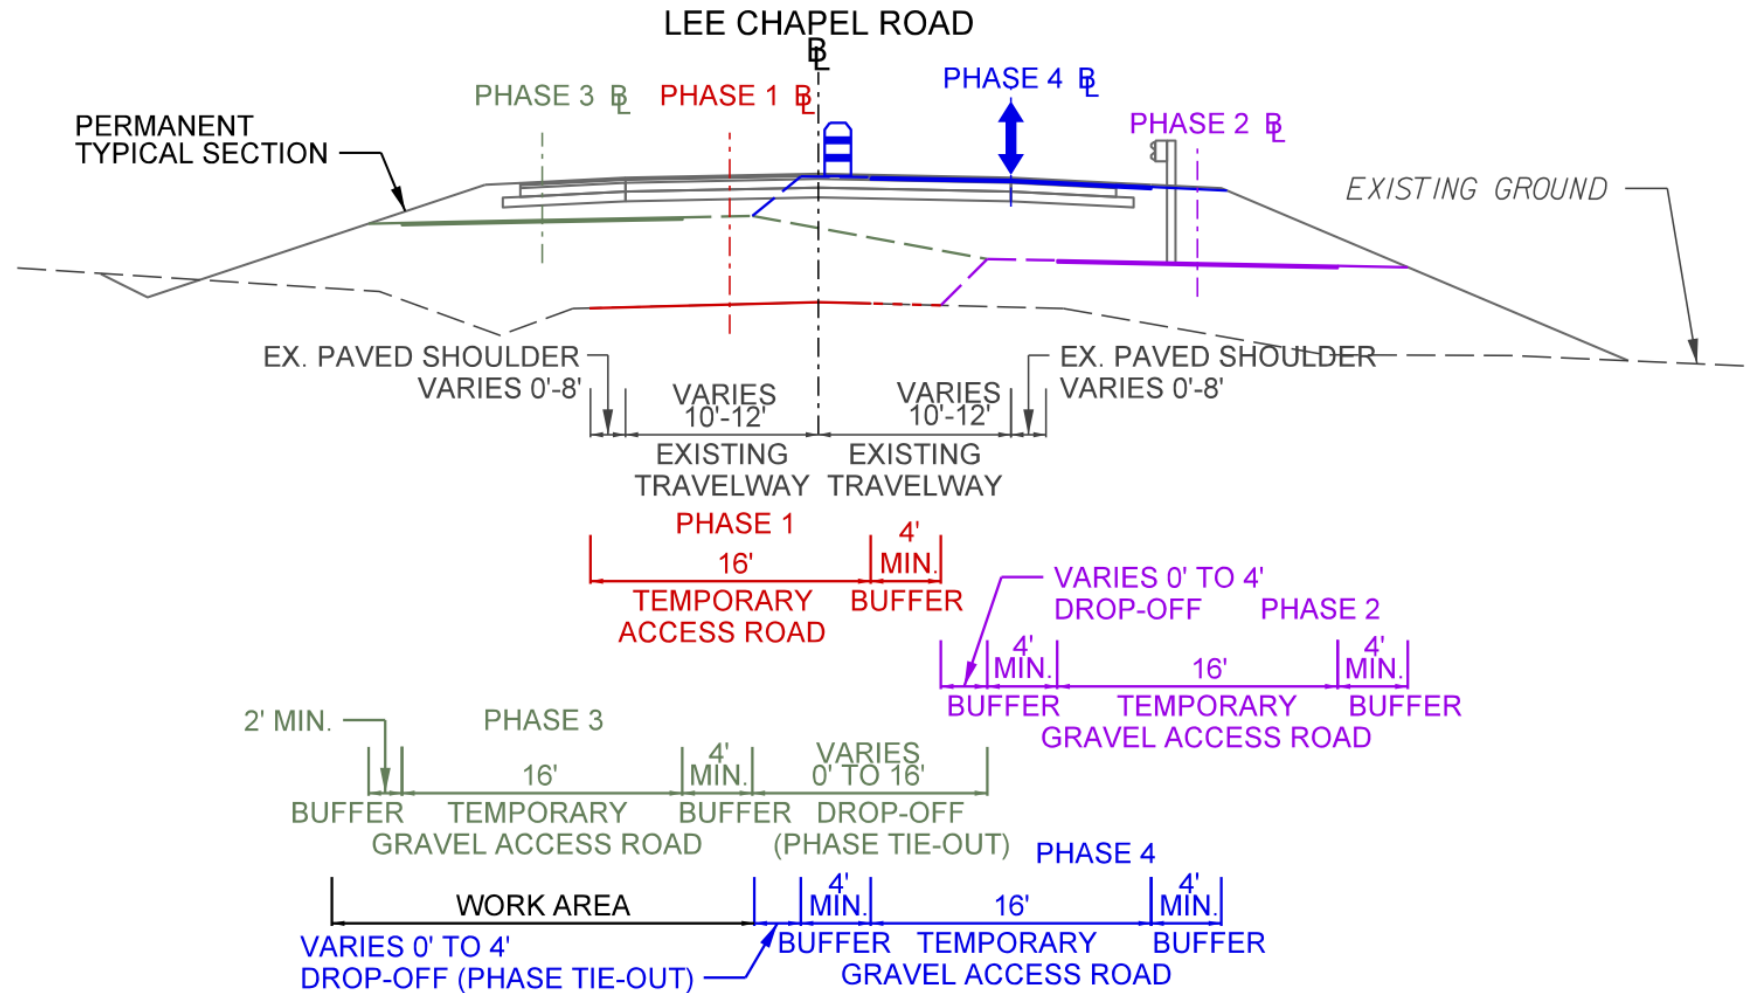 LEE CHAPEL ROAD
BL
PHASE 3 BL
PHASE 1 BL
PHASE 4 BL
PHASE 2 BL
PERMANENT
TYPICAL SECTION
EXISTING GROUND
EX. PAVED SHOULDER
VARIES 0'-8'
VARIES
10'-12'
VARIES
10'-12'
EX. PAVED SHOULDER
VARIES 0'-8'
EXISTING
TRAVELWAY
EXISTING
TRAVELWAY
PHASE 1
16'
4'
MIN.
TEMPORARY
ACCESS ROAD
BUFFER
VARIES 0' TO 4'
DROP-OFF
PHASE 2
4'
MIN.
16'
4'
MIN.
BUFFER
TEMPORARY
GRAVEL ACCESS ROAD
BUFFER
2' MIN.
PHASE 3
16'
4'
MIN.
VARIES
0' TO 16'
BUFFER
TEMPORARY
GRAVEL ACCESS ROAD
BUFFER
DROP-OFF
(PHASE TIE-OUT)
PHASE 4
WORK AREA
4'
MIN.
16'
4'
MIN.
VARIES 0' TO 4'
DROP-OFF (PHASE TIE-OUT)
BUFFER
TEMPORARY
GRAVEL ACCESS ROAD
BUFFER